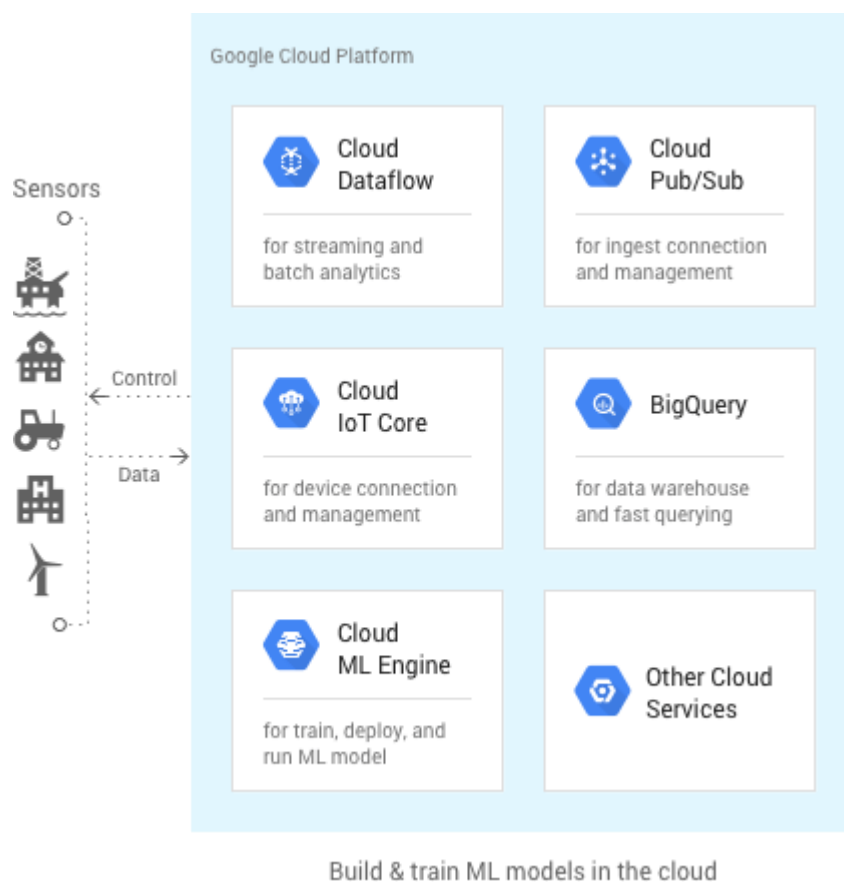 Google Cloud Platform
Sensors
Control
Data
Cloud
Dataflow
for streaming and
batch analytics
Cloud
Pub/Sub
for ingest connection
and management
Cloud
IoT Core
for device connection
and management
BigQuery
for data warehouse
and fast querying
Cloud
ML Engine
for train, deploy, and
run ML model
Other Cloud
Services
Build & train ML models in the cloud